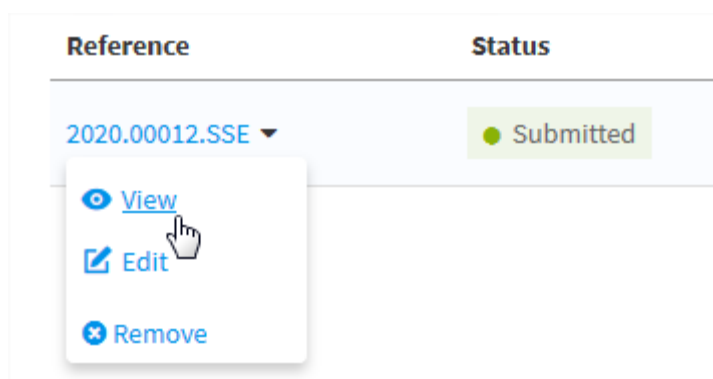 Reference Status
2020.00012.SSE Submitted
View
Edit
Remove